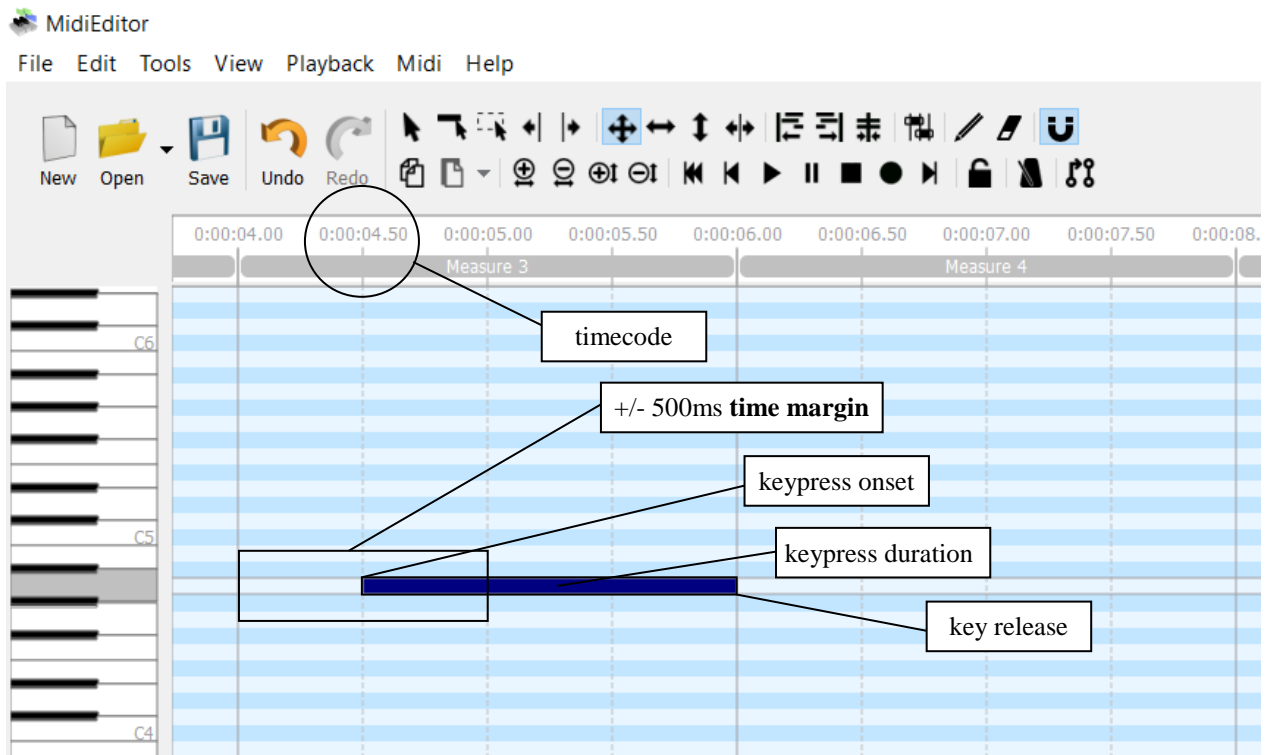 MidiEditor
File Edit Tools View Playback Midi Help
New Open Save Undo Redo
0:00:04.00 0:00:04.50 0:00:05.00 0:00:05.50 0:00:06.00 0:00:06.50 0:00:07.00 0:00:07.50 0:00:08.
Measure 3 Measure 4
timecode
C6
+/- 500ms time margin
keypress onset
C5
keypress duration
key release
C4